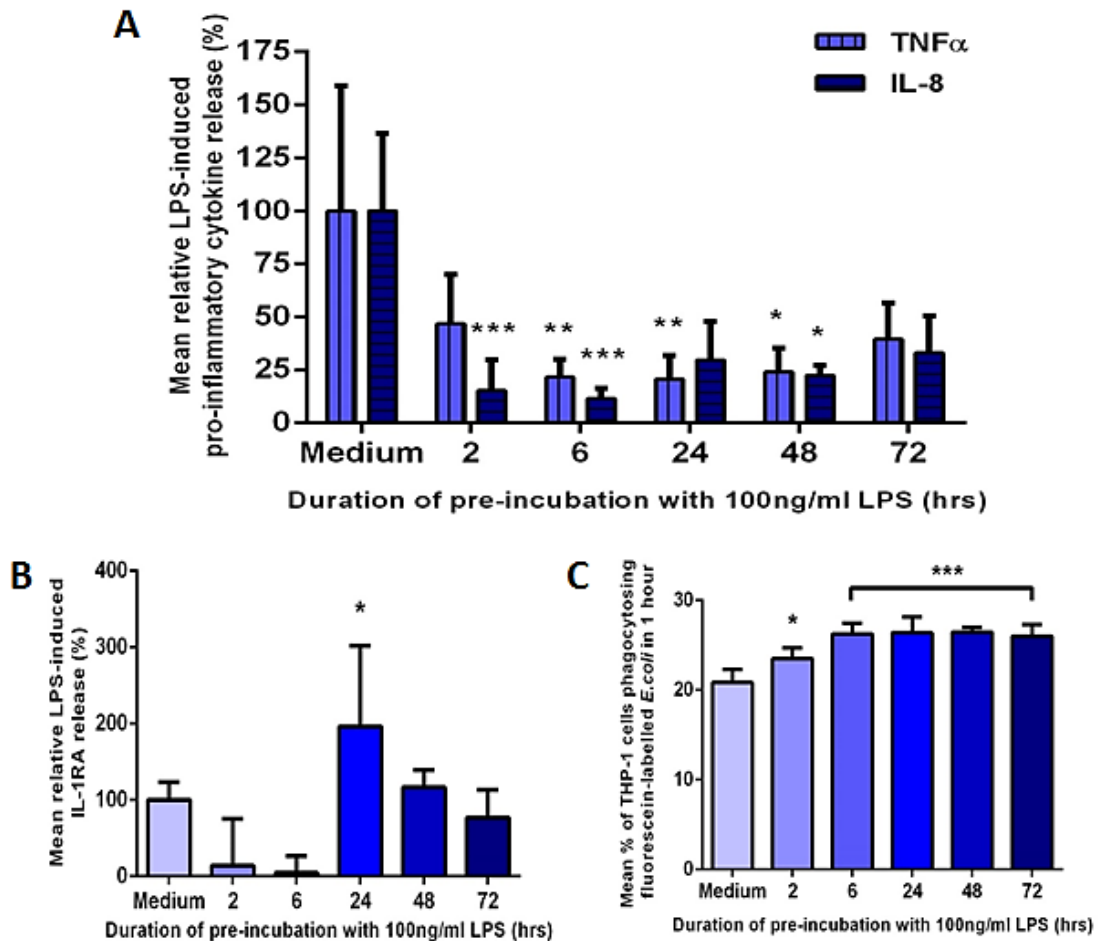 A
TNFα
IL-8
Mean relative LPS-induced
pro-inflammatory cytokine release (%)
175
150
125
100
75
50
25
0
***
**
***
**
*
*
Medium 2 6 24 48 72
Duration of pre-incubation with 100ng/ml LPS (hrs)
B
Mean relative LPS-induced
IL-1RA release (%)
400
300
200
100
0
*
Medium 2 6 24 48 72
Duration of pre-incubation with 100ng/ml LPS (hrs)
C
Mean % of THP-1 cells phagocytosing
fluorescein-labelled E.coli in 1 hour
30
20
10
0
*
***
Medium 2 6 24 48 72
Duration of pre-incubation with 100ng/ml LPS (hrs)